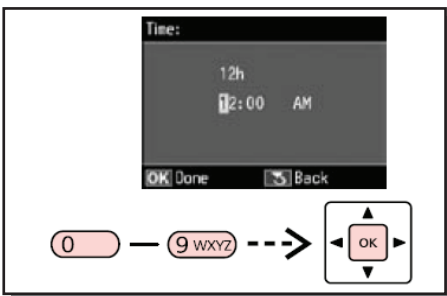 Time:
12h
12:00 AM
OK Done Back
0 — 9 WXYZ OK